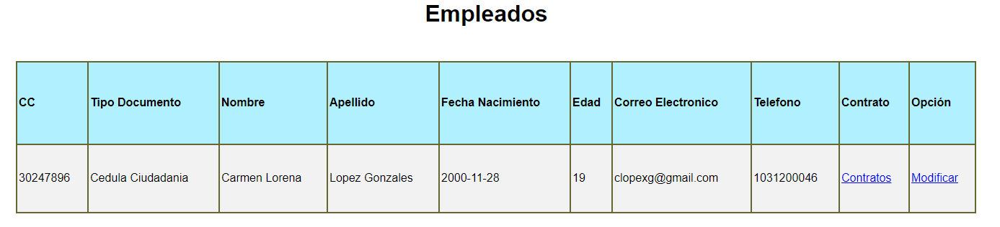 Empleados
CC Tipo Documento Nombre Apellido Fecha Nacimiento Edad Correo Electronico Telefono Contrato Opción
30247896 Cedula Ciudadania Carmen Lorena Lopez Gonzales 2000-11-28 19 clopexg@gmail.com 1031200046 Contratos Modificar